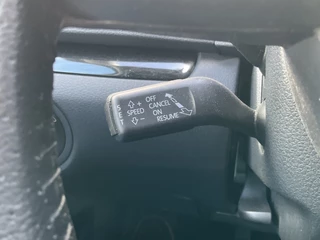 SET
+ OFF
SPEED CANCEL
ON
- RESUME